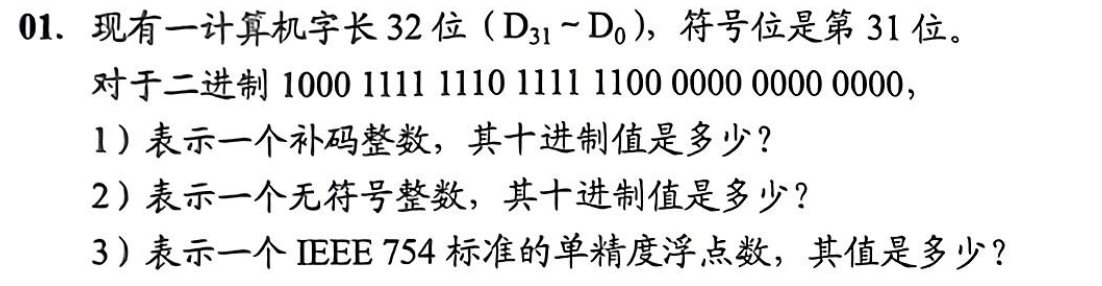 01. 现有一计算机字长 32 位（D₃₁ ~ D₀），符号位是第 31 位。
对于二进制 1000 1111 1110 1111 1100 0000 0000 0000，
1）表示一个补码整数，其十进制值是多少？
2）表示一个无符号整数，其十进制值是多少？
3）表示一个 IEEE 754 标准的单精度浮点数，其值是多少？